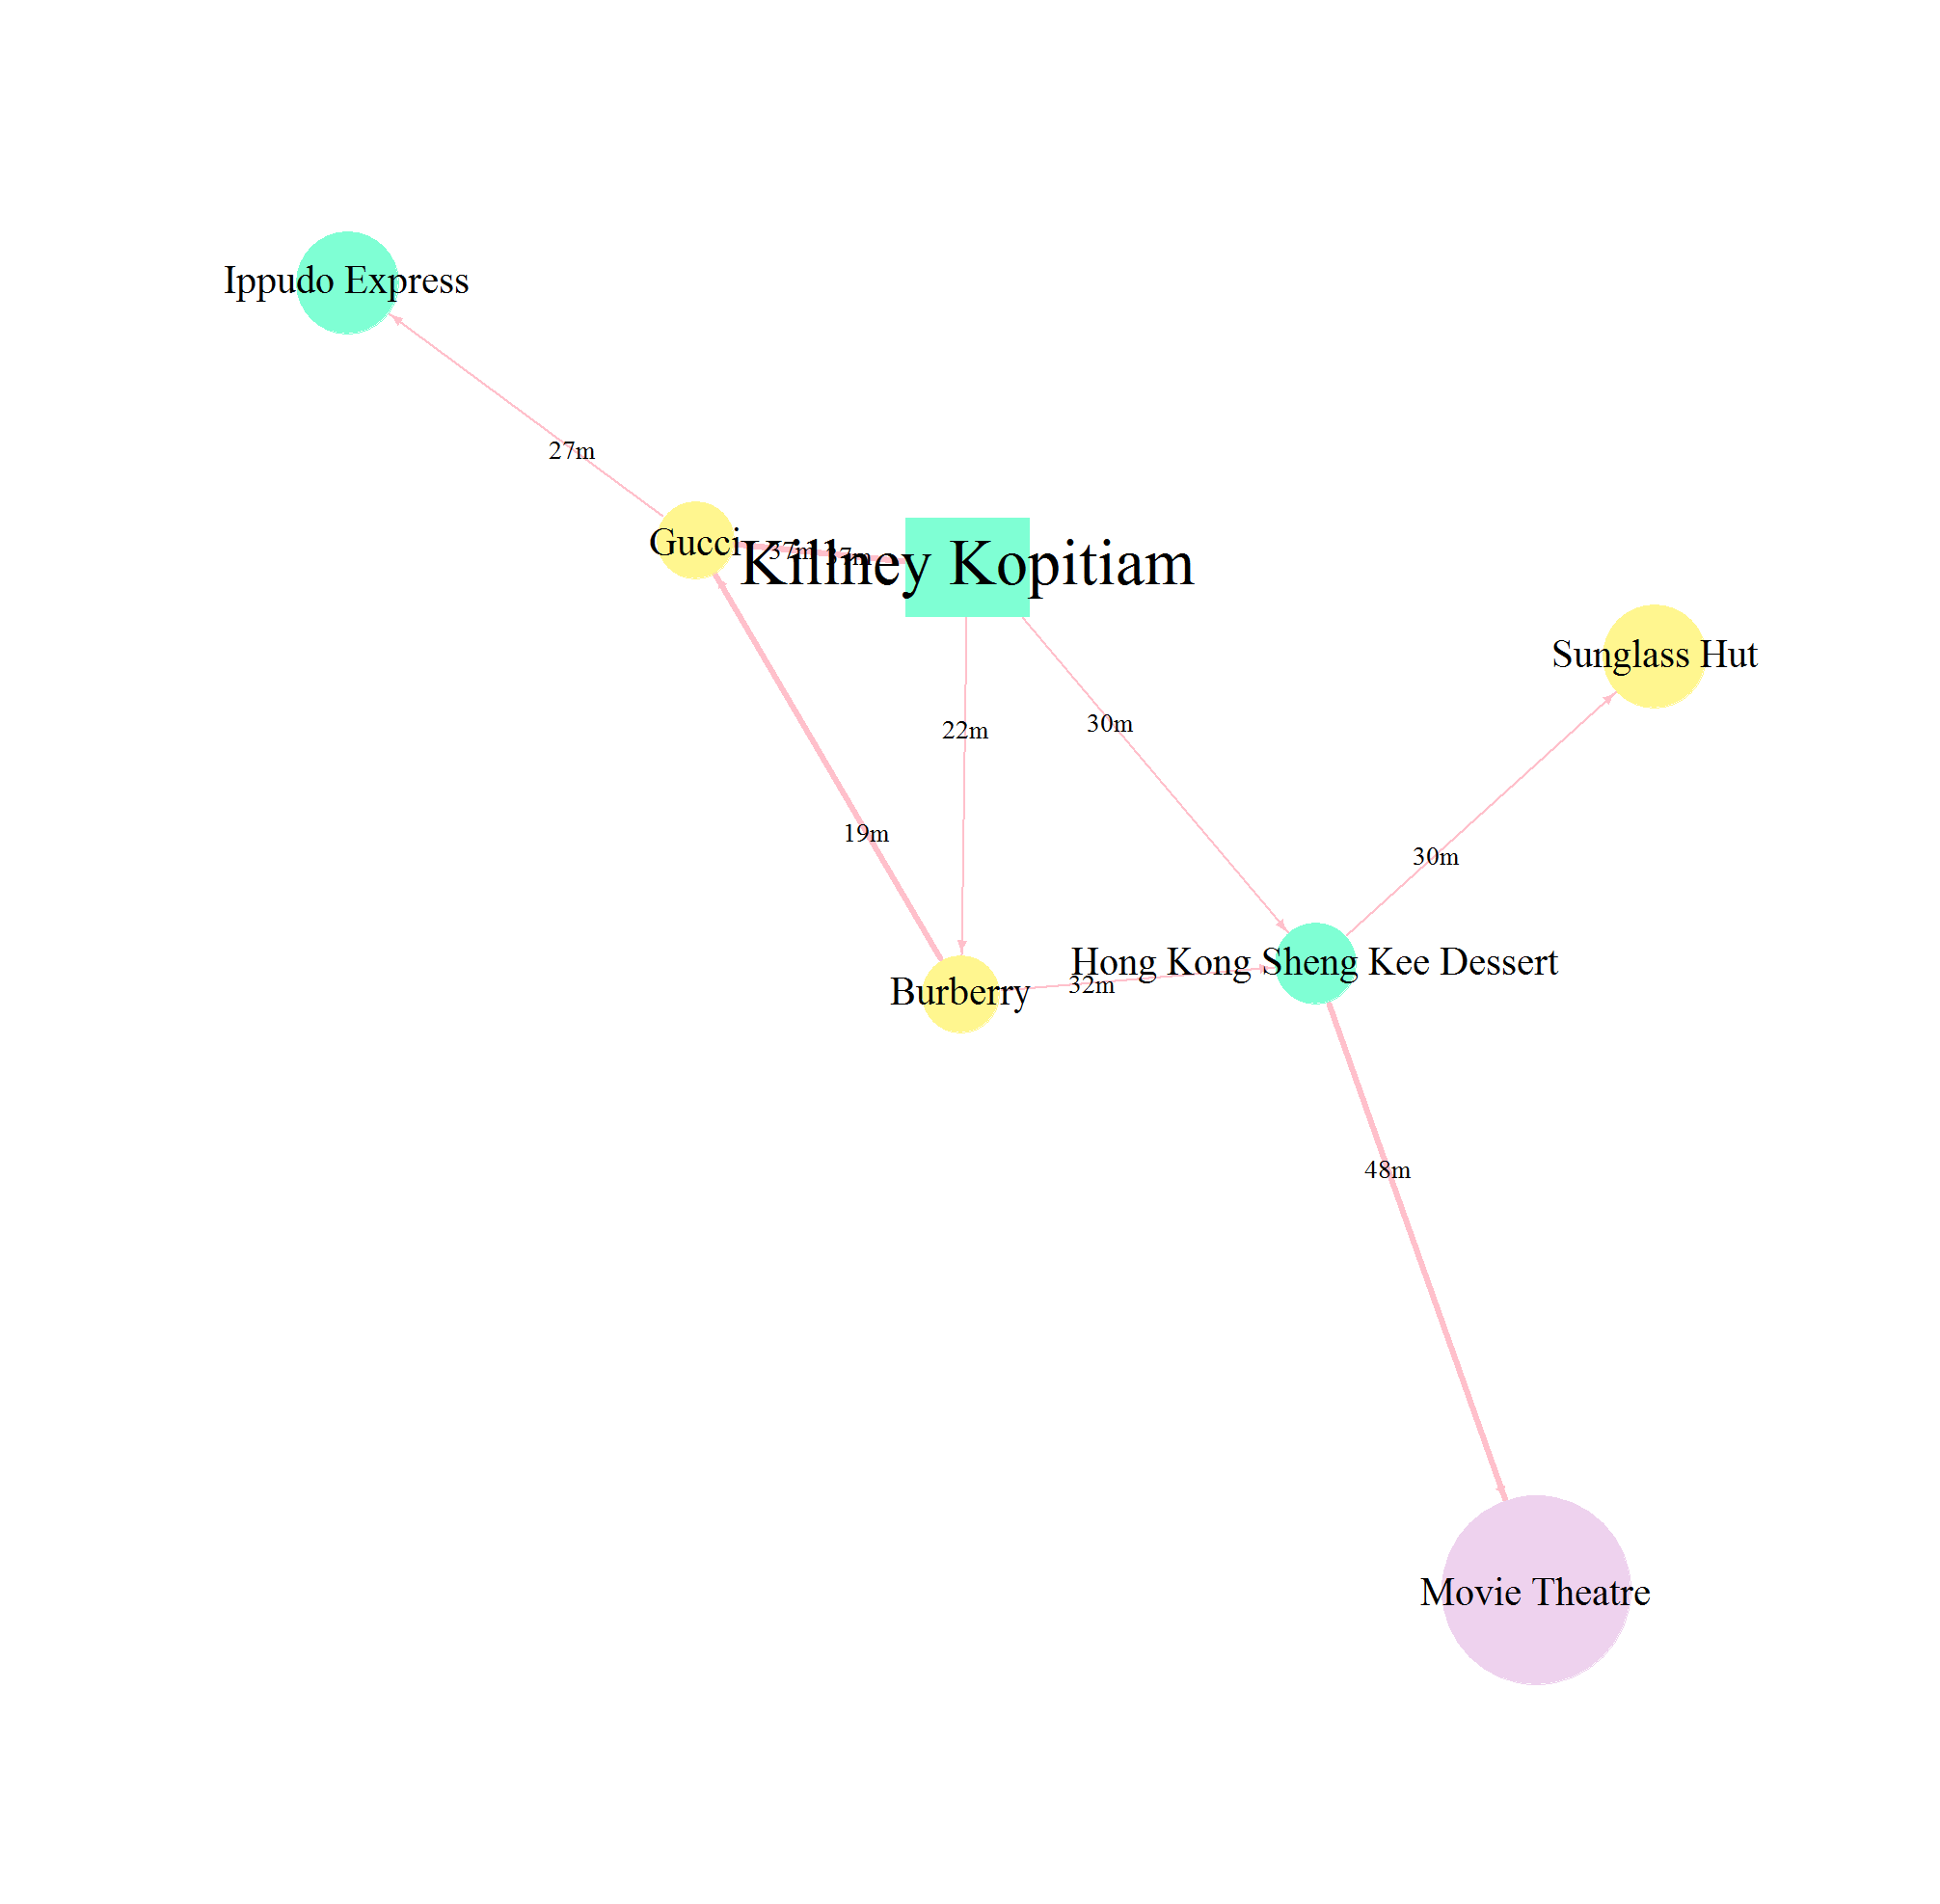 Ippudo Express
27m
Gucci
37m
37m
Killney Kopitiam
Sunglass Hut
22m
30m
19m
30m
Hong Kong Sheng Kee Dessert
32m
Burberry
48m
Movie Theatre